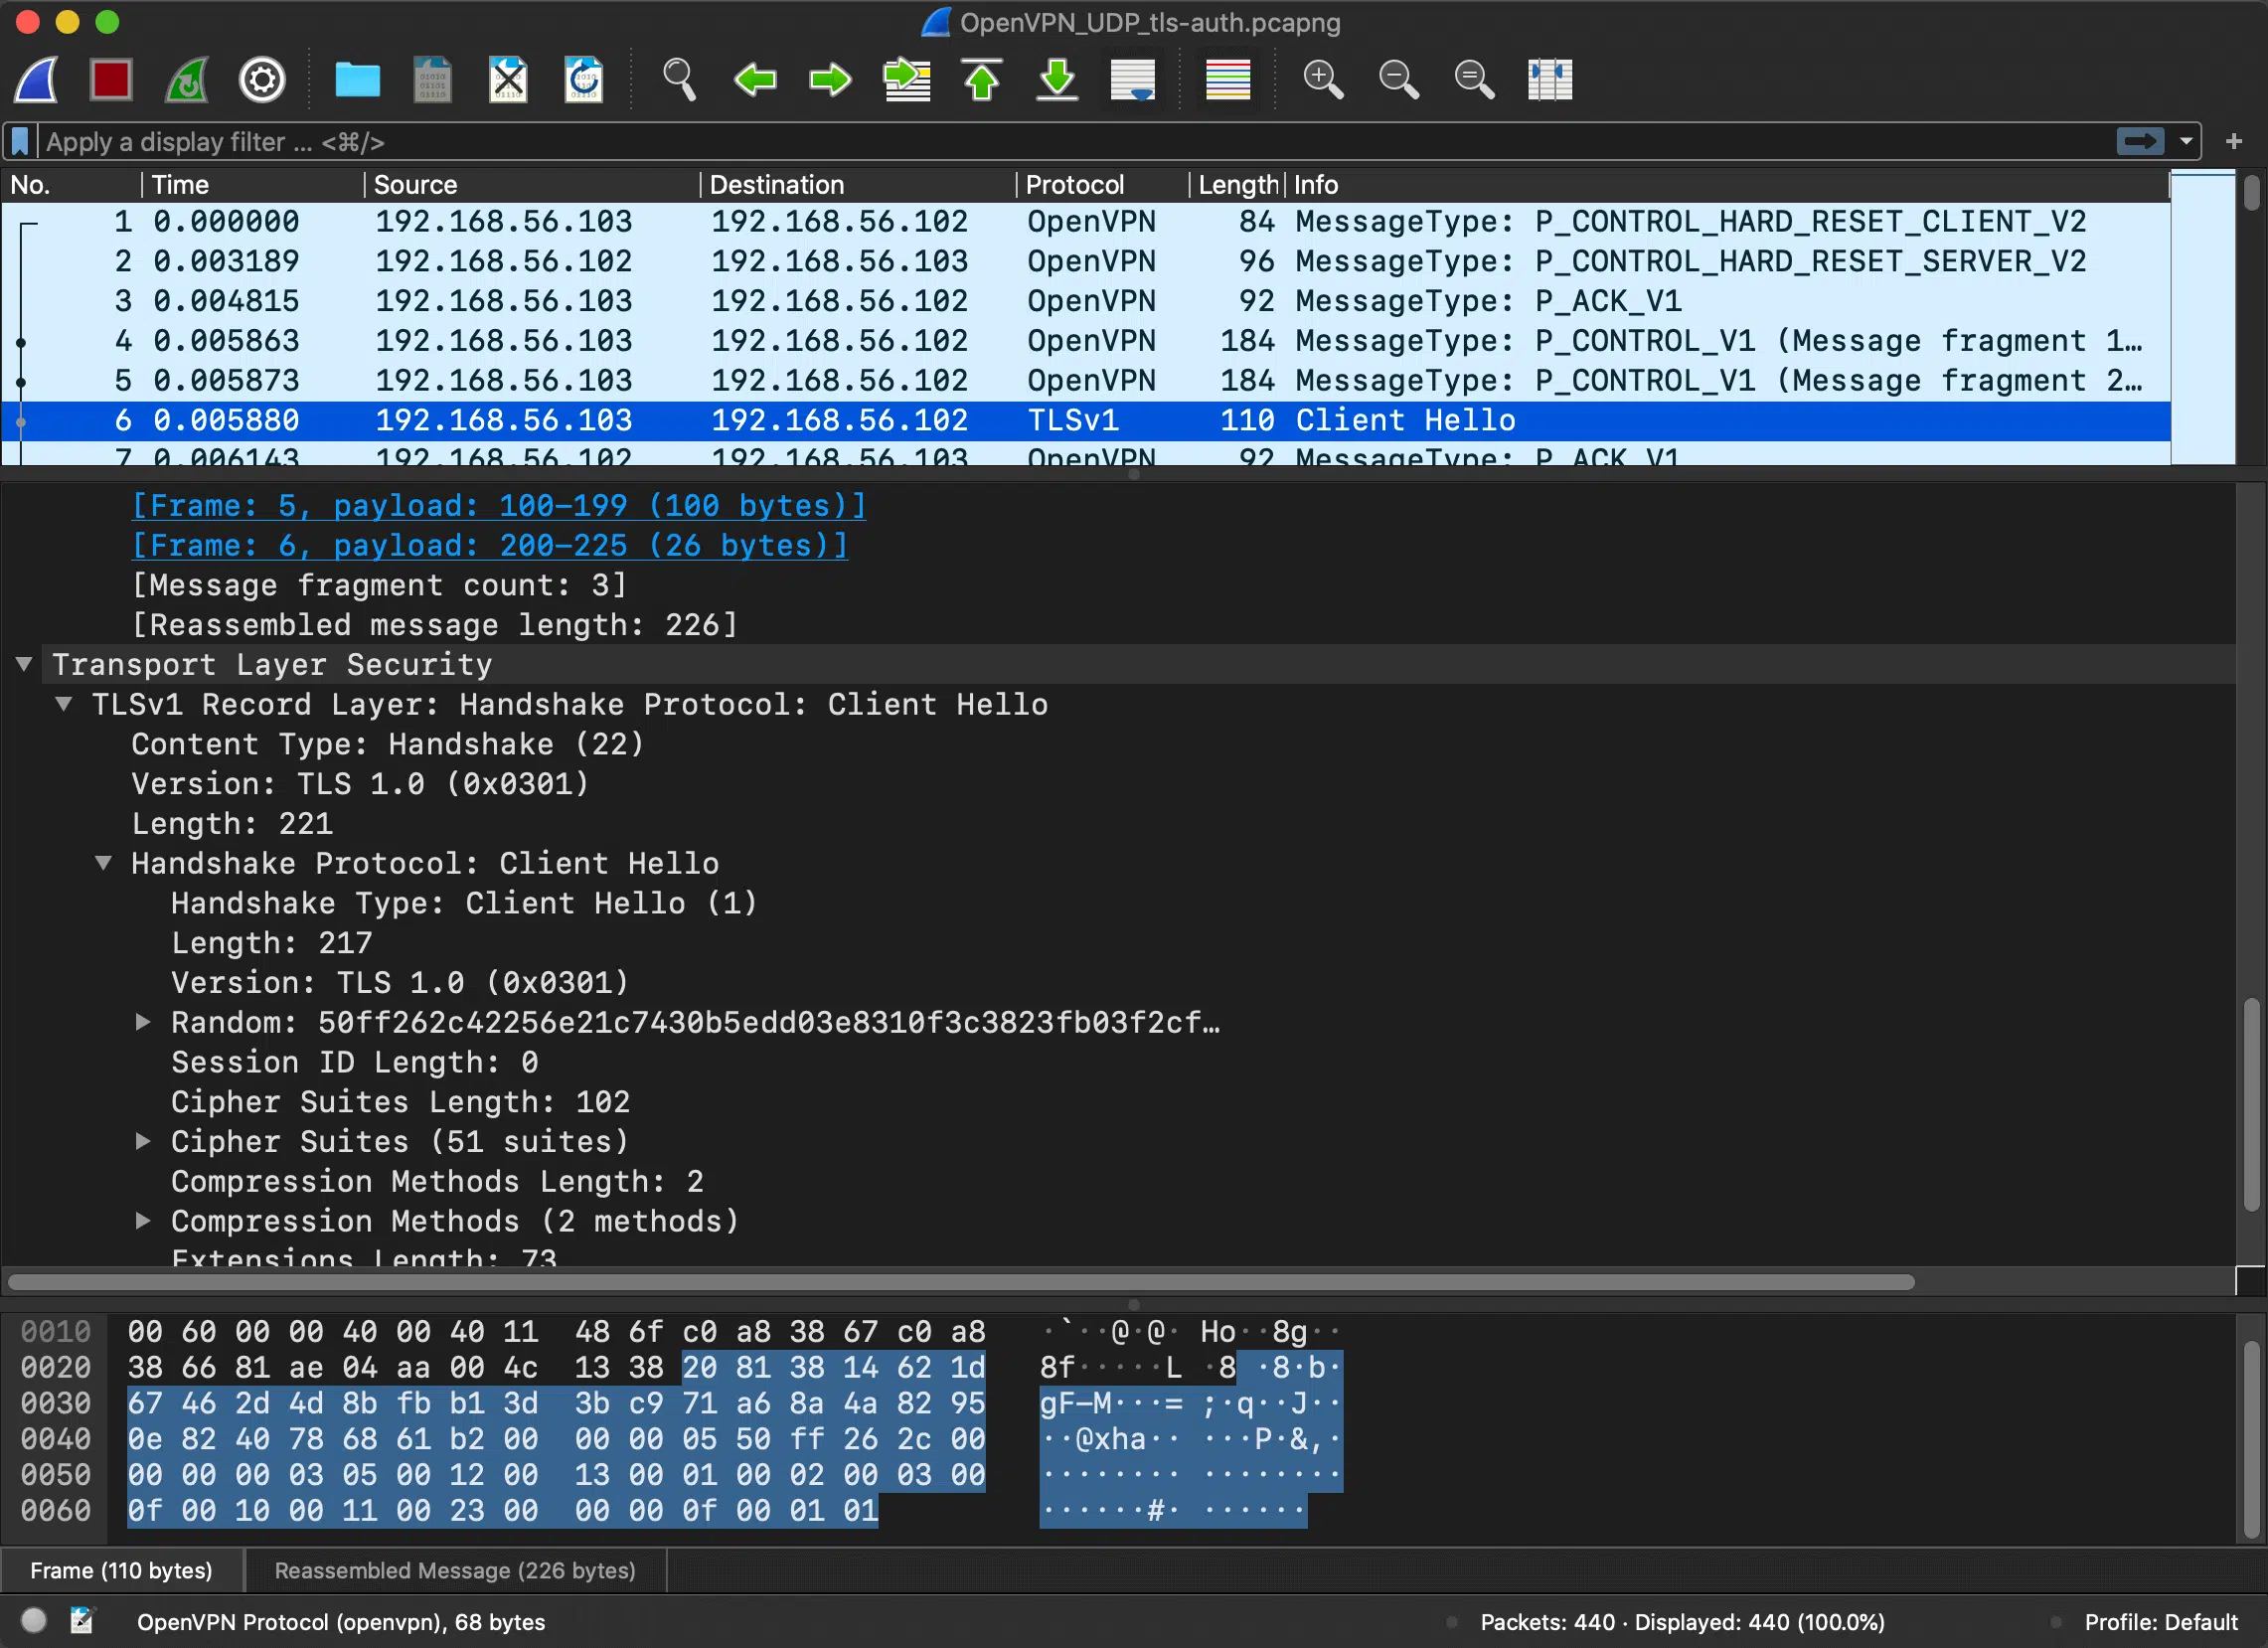 OpenVPN_UDP_tls-auth.pcapng
Apply a display filter ... <⌘/>
No. Time Source Destination Protocol Length Info
1 0.000000 192.168.56.103 192.168.56.102 OpenVPN 84 MessageType: P_CONTROL_HARD_RESET_CLIENT_V2
2 0.003189 192.168.56.102 192.168.56.103 OpenVPN 96 MessageType: P_CONTROL_HARD_RESET_SERVER_V2
3 0.004815 192.168.56.103 192.168.56.102 OpenVPN 92 MessageType: P_ACK_V1
4 0.005863 192.168.56.103 192.168.56.102 OpenVPN 184 MessageType: P_CONTROL_V1 (Message fragment 1…
5 0.005873 192.168.56.103 192.168.56.102 OpenVPN 184 MessageType: P_CONTROL_V1 (Message fragment 2…
6 0.005880 192.168.56.103 192.168.56.102 TLSv1 110 Client Hello
7 0.006143 192.168.56.102 192.168.56.103 OpenVPN 92 MessageType: P_ACK_V1
[Frame: 5, payload: 100-199 (100 bytes)]
[Frame: 6, payload: 200-225 (26 bytes)]
[Message fragment count: 3]
[Reassembled message length: 226]
Transport Layer Security
TLSv1 Record Layer: Handshake Protocol: Client Hello
Content Type: Handshake (22)
Version: TLS 1.0 (0x0301)
Length: 221
Handshake Protocol: Client Hello
Handshake Type: Client Hello (1)
Length: 217
Version: TLS 1.0 (0x0301)
Random: 50ff262c42256e21c7430b5edd03e8310f3c3823fb03f2cf…
Session ID Length: 0
Cipher Suites Length: 102
Cipher Suites (51 suites)
Compression Methods Length: 2
Compression Methods (2 methods)
Extensions Length: 73
0010 00 60 00 00 40 00 40 11 48 6f c0 a8 38 67 c0 a8 ·`··@·@· Ho··8g··
0020 38 66 81 ae 04 aa 00 4c 13 38 20 81 38 14 62 1d 8f·····L ·8 ·8·b·
0030 67 46 2d 4d 8b fb b1 3d 3b c9 71 a6 8a 4a 82 95 gF-M···= ;·q··J··
0040 0e 82 40 78 68 61 b2 00 00 00 05 50 ff 26 2c 00 ··@xha·· ···P·&,·
0050 00 00 00 03 05 00 12 00 13 00 01 00 02 00 03 00 ········ ········
0060 0f 00 10 00 11 00 23 00 00 00 0f 00 01 01 ······#· ······
Frame (110 bytes) Reassembled Message (226 bytes)
OpenVPN Protocol (openvpn), 68 bytes Packets: 440 · Displayed: 440 (100.0%) Profile: Default